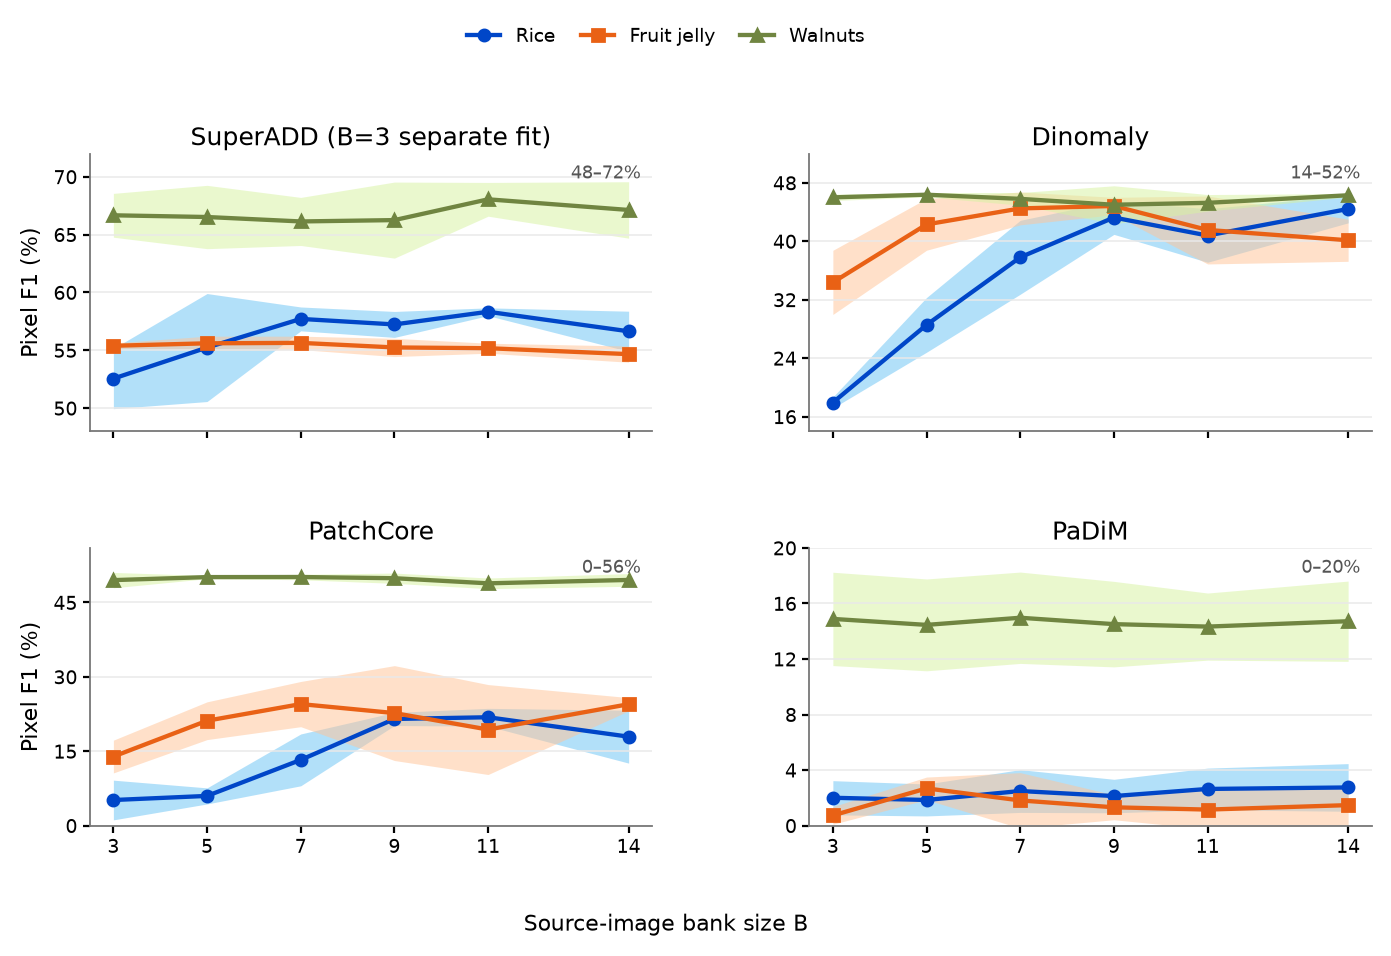 Rice Fruit jelly Walnuts
SuperADD (B=3 separate fit)
48–72%
Pixel F1 (%)
70
65
60
55
50
Dinomaly
14–52%
48
40
32
24
16
PatchCore
0–56%
Pixel F1 (%)
45
30
15
0
3 5 7 9 11 14
PaDiM
0–20%
20
16
12
8
4
0
3 5 7 9 11 14
Source-image bank size B